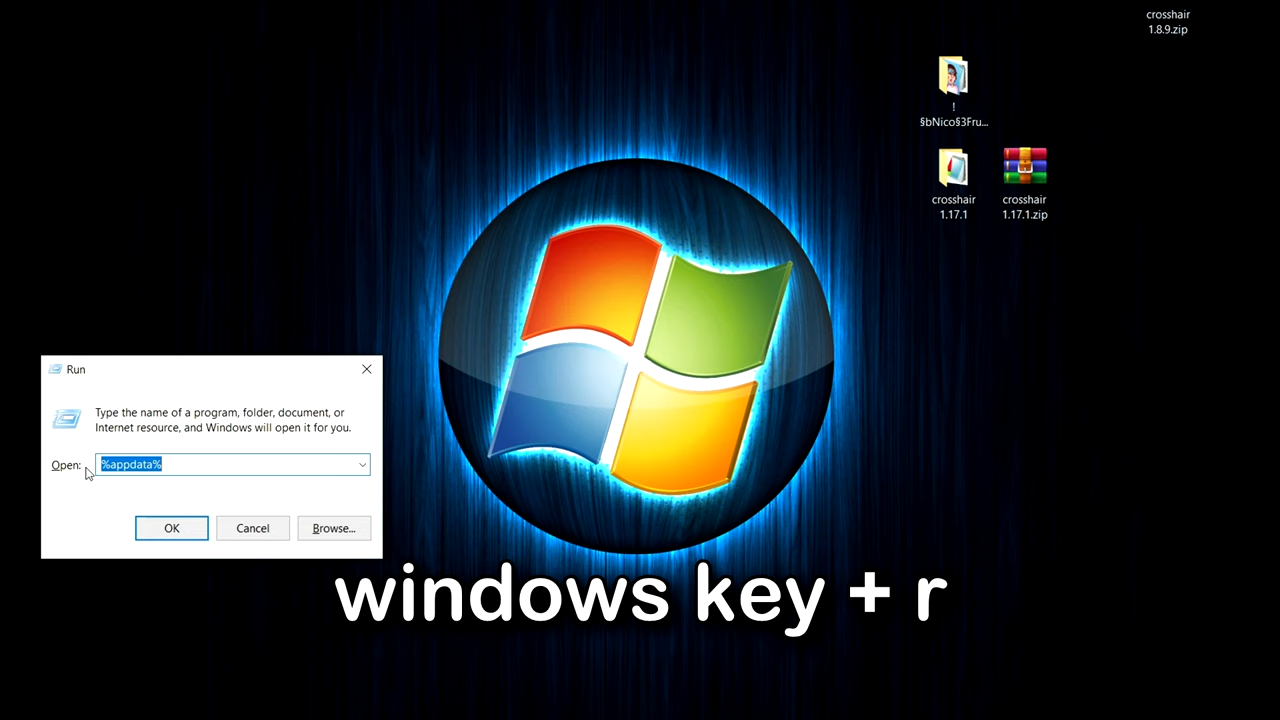 crosshair
1.8.9.zip
!
§bNico§3Fru...
crosshair
1.17.1
crosshair
1.17.1.zip
Run
Type the name of a program, folder, document, or
Internet resource, and Windows will open it for you.
Open: %appdata%
OK Cancel Browse...
windows key + r